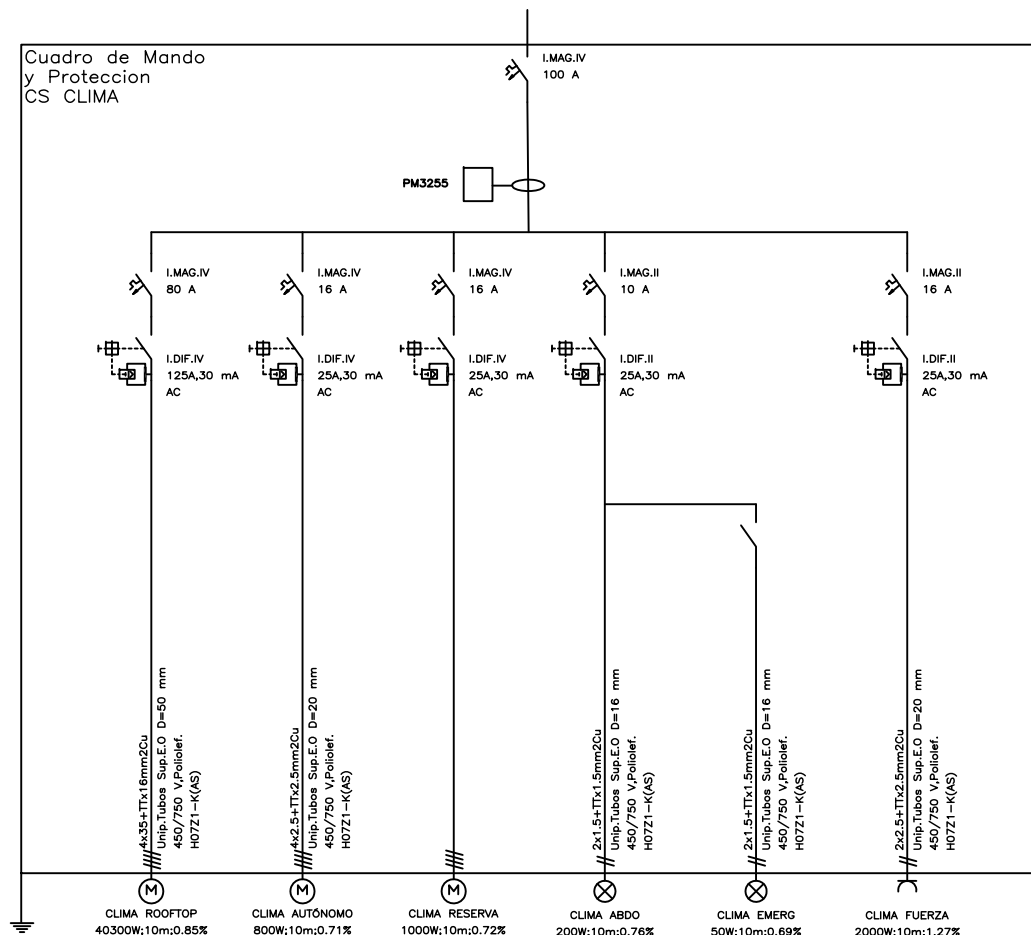 Cuadro de Mando
y Proteccion
CS CLIMA
I.MAG.IV
100 A
PM3255
I.MAG.IV
80 A
I.MAG.IV
16 A
I.MAG.IV
16 A
I.MAG.II
10 A
I.MAG.II
16 A
I.DIF.IV
125A,30 mA
AC
I.DIF.IV
25A,30 mA
AC
I.DIF.IV
25A,30 mA
AC
I.DIF.II
25A,30 mA
AC
I.DIF.II
25A,30 mA
AC
4x35+TTx16mm2Cu
Unip.Tubos Sup.E.O D=50 mm
450/750 V,Poliolef.
H07Z1-K(AS)
4x2.5+TTx2.5mm2Cu
Unip.Tubos Sup.E.O D=20 mm
450/750 V,Poliolef.
H07Z1-K(AS)
2x1.5+TTx1.5mm2Cu
Unip.Tubos Sup.E.O D=16 mm
450/750 V,Poliolef.
H07Z1-K(AS)
2x1.5+TTx1.5mm2Cu
Unip.Tubos Sup.E.O D=16 mm
450/750 V,Poliolef.
H07Z1-K(AS)
2x2.5+TTx2.5mm2Cu
Unip.Tubos Sup.E.O D=20 mm
450/750 V,Poliolef.
H07Z1-K(AS)
M
M
M
CLIMA ROOFTOP
40300W;10m;0.85%
CLIMA AUTÓNOMO
800W;10m;0.71%
CLIMA RESERVA
1000W;10m;0.72%
CLIMA ABDO
200W;10m;0.76%
CLIMA EMERG
50W;10m;0.69%
CLIMA FUERZA
2000W;10m;1.27%